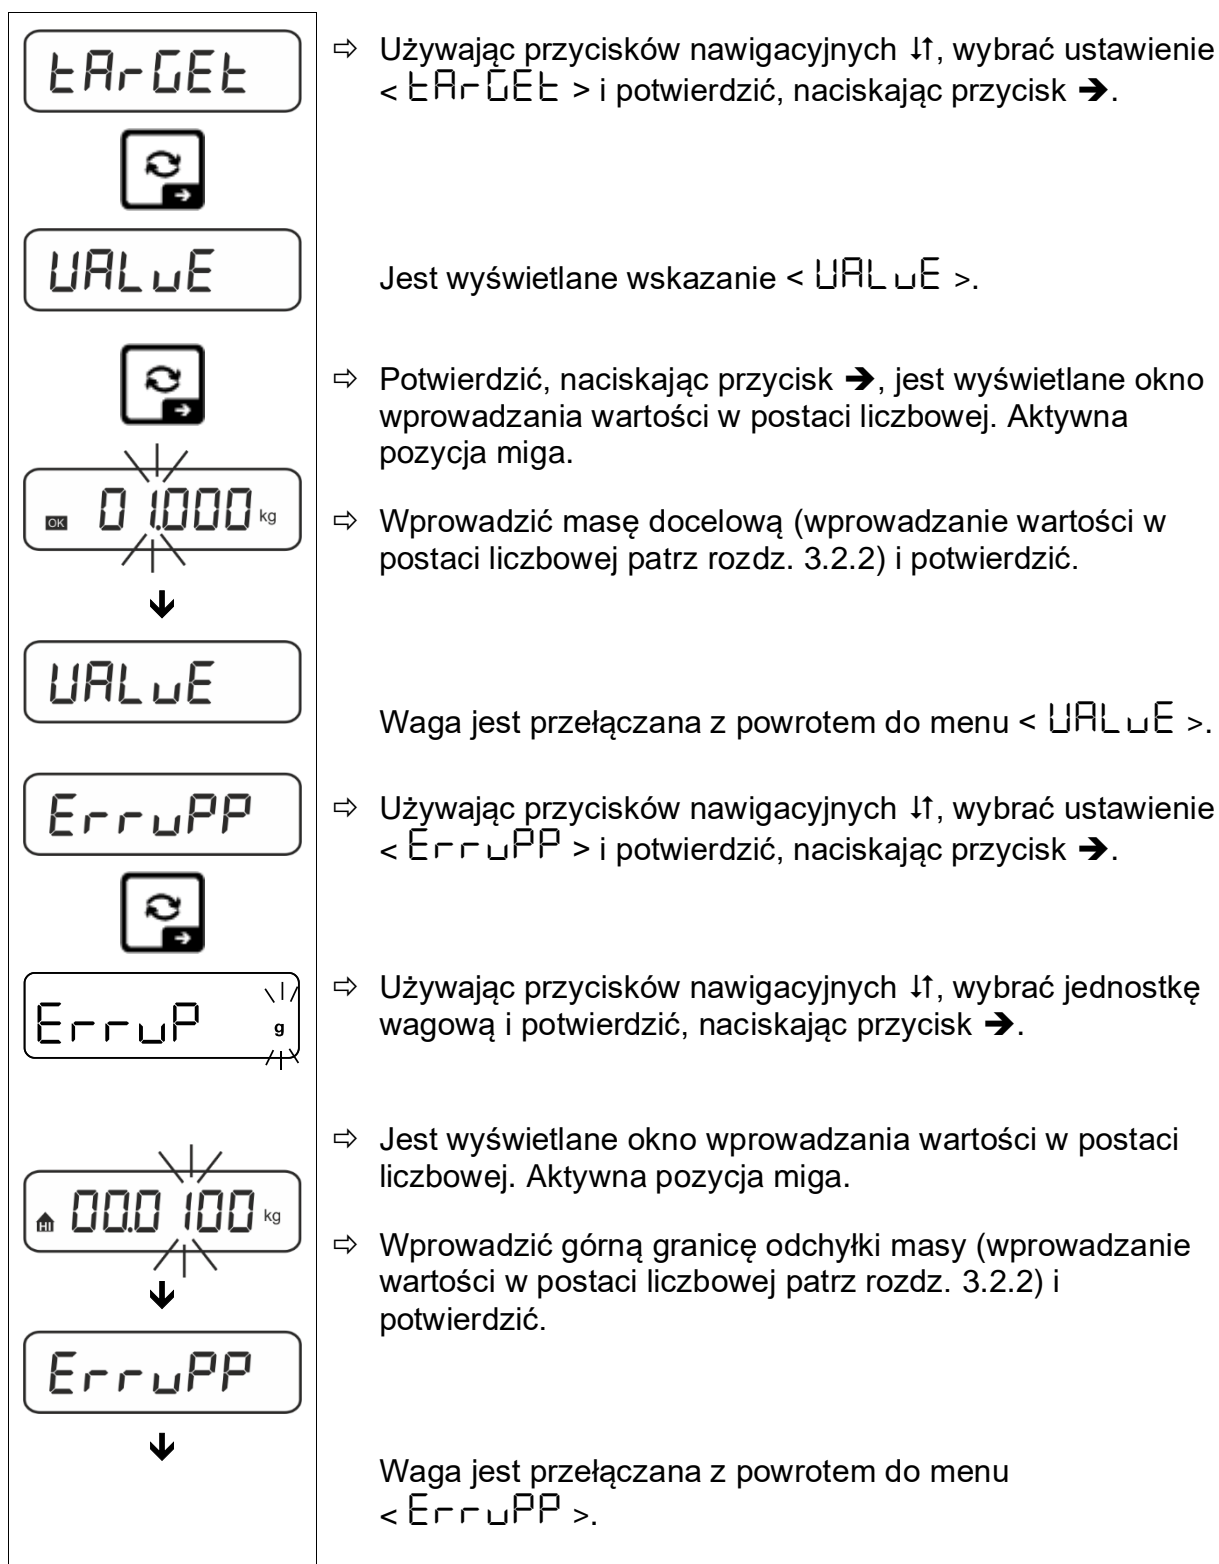 tArGEt
⇨ Używając przycisków nawigacyjnych ↓↑, wybrać ustawienie
< tArGEt > i potwierdzić, naciskając przycisk ➔.
VALuE
Jest wyświetlane wskazanie < VALuE >.
⇨ Potwierdzić, naciskając przycisk ➔, jest wyświetlane okno
wprowadzania wartości w postaci liczbowej. Aktywna
pozycja miga.
OK 01.000 kg
⇨ Wprowadzić masę docelową (wprowadzanie wartości w
postaci liczbowej patrz rozdz. 3.2.2) i potwierdzić.
VALuE
Waga jest przełączana z powrotem do menu < VALuE >.
ErruPP
⇨ Używając przycisków nawigacyjnych ↓↑, wybrać ustawienie
< ErruPP > i potwierdzić, naciskając przycisk ➔.
ErruP g
⇨ Używając przycisków nawigacyjnych ↓↑, wybrać jednostkę
wagową i potwierdzić, naciskając przycisk ➔.
⇨ Jest wyświetlane okno wprowadzania wartości w postaci
liczbowej. Aktywna pozycja miga.
HI 00.0100 kg
⇨ Wprowadzić górną granicę odchyłki masy (wprowadzanie
wartości w postaci liczbowej patrz rozdz. 3.2.2) i
potwierdzić.
ErruPP
Waga jest przełączana z powrotem do menu
< ErruPP >.